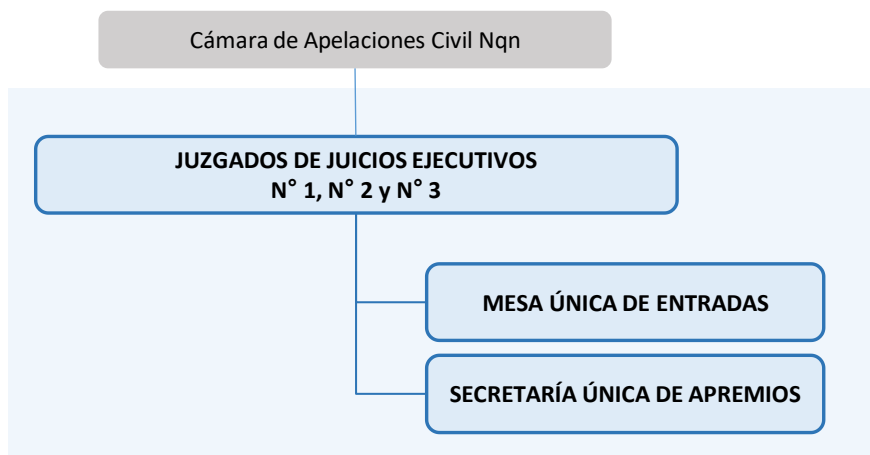 Cámara de Apelaciones Civil Nqn
JUZGADOS DE JUICIOS EJECUTIVOS
N° 1, N° 2 y N° 3
MESA ÚNICA DE ENTRADAS
SECRETARÍA ÚNICA DE APREMIOS